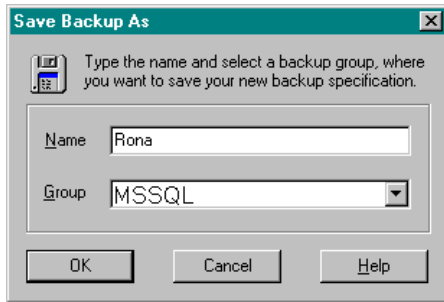 Save Backup As
Type the name and select a backup group, where
you want to save your new backup specification.
Name Rona
Group MSSQL
OK Cancel Help